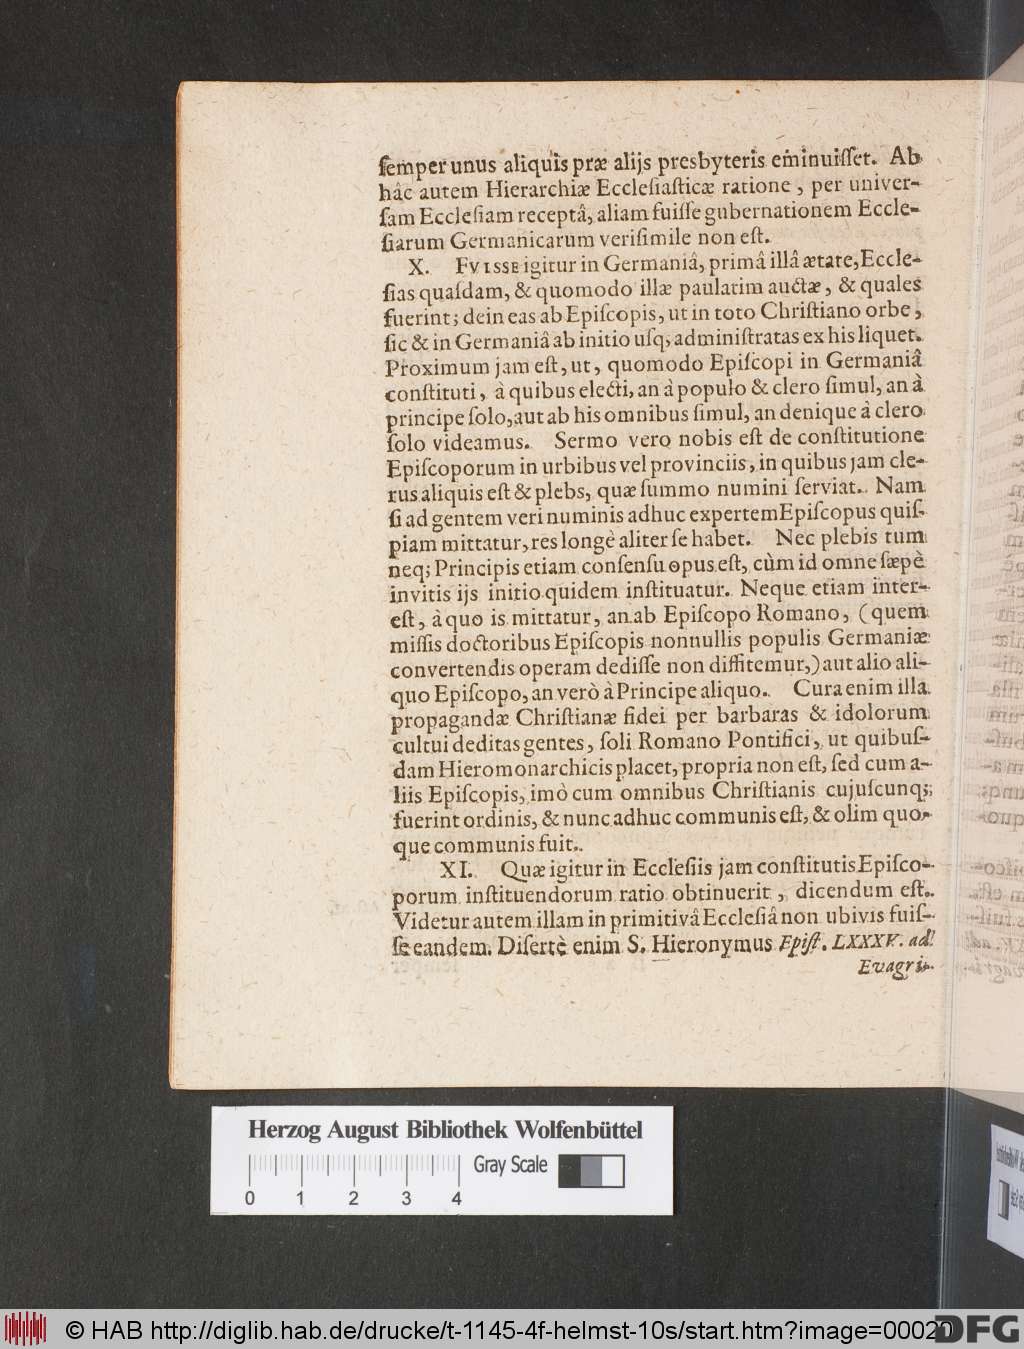 ſemper unus aliquis præ alijs presbyteris eminuiſſet. Ab
hâc autem Hierarchiæ Eccleſiaſticæ ratione, per univer-
ſam Eccleſiam receptâ, aliam fuiſſe gubernationem Eccle-
ſiarum Germanicarum veriſimile non eſt.
X. FVISSE igitur in Germaniâ, primâ illâ ætate, Eccle-
ſias quaſdam, & quomodo illæ paulatim auctæ, & quales
fuerint; dein eas ab Epiſcopis, ut in toto Chriſtiano orbe,
ſic & in Germaniâ ab initio uſq; adminiſtratas ex his liquet.
Proximum jam eſt, ut, quomodo Epiſcopi in Germaniâ
conſtituti, à quibus electi, an à populo & clero ſimul, an à
principe ſolo, aut ab his omnibus ſimul, an denique â clero
ſolo videamus. Sermo vero nobis eſt de conſtitutione
Epiſcoporum in urbibus vel provinciis, in quibus jam cle-
rus aliquis eſt & plebs, quæ ſummo numini ſerviat. Nam
ſi ad gentem veri numinis adhuc expertem Epiſcopus quiſ-
piam mittatur, res longè aliter ſe habet. Nec plebis tum
neq; Principis etiam conſenſu opus eſt, cùm id omne ſæpè
invitis ijs initio quidem inſtituatur. Neque etiam inter-
eſt, à quo is mittatur, an ab Epiſcopo Romano, (quem
miſſis doctoribus Epiſcopis nonnullis populis Germaniæ
convertendis operam dediſſe non diffitemur,) aut alio ali-
quo Epiſcopo, an verò à Principe aliquo. Cura enim illa
propagandæ Chriſtianæ fidei per barbaras & idolorum
cultui deditas gentes, ſoli Romano Pontifici, ut quibuſ-
dam Hieromonarchicis placet, propria non eſt, ſed cum a-
liis Epiſcopis, imò cum omnibus Chriſtianis cujuſcunq;
fuerint ordinis, & nunc adhuc communis eſt, & olim quo-
que communis fuit.
XI. Quæ igitur in Eccleſiis jam conſtitutis Epiſco-
porum inſtituendorum ratio obtinuerit, dicendum eſt.
Videtur autem illam in primitivâ Eccleſiâ non ubivis fuiſ-
ſe eandem. Diſertè enim S. Hieronymus Epiſt. LXXXV. ad
Evagri-
Herzog August Bibliothek Wolfenbüttel
Gray Scale
0 1 2 3 4
© HAB http://diglib.hab.de/drucke/t-1145-4f-helmst-10s/start.htm?image=00020
DFG